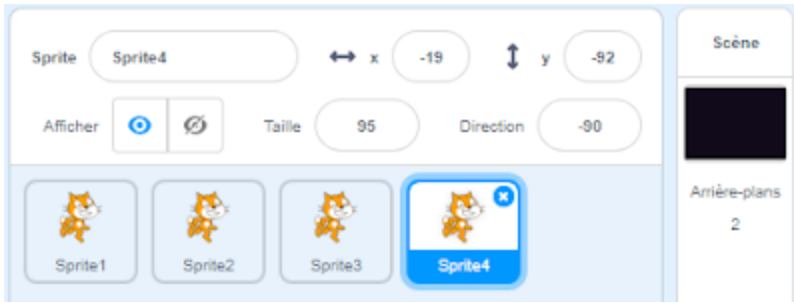 Sprite Sprite4 x -19 y -92
Afficher Taille 95 Direction -90
Sprite1 Sprite2 Sprite3 Sprite4
Scène
Arrière-plans
2